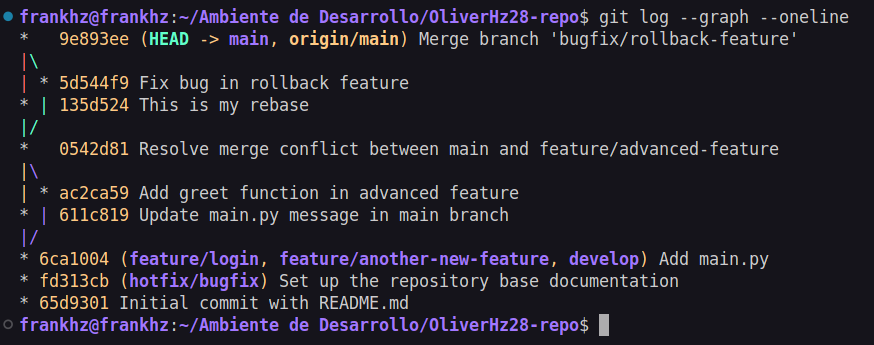 frankhz@frankhz:~/Ambiente de Desarrollo/OliverHz28-repo$ git log --graph --oneline
*   9e893ee (HEAD -> main, origin/main) Merge branch 'bugfix/rollback-feature'
|\
| * 5d544f9 Fix bug in rollback feature
* | 135d524 This is my rebase
|/
*   0542d81 Resolve merge conflict between main and feature/advanced-feature
|\
| * ac2ca59 Add greet function in advanced feature
* | 611c819 Update main.py message in main branch
|/
* 6ca1004 (feature/login, feature/another-new-feature, develop) Add main.py
* fd313cb (hotfix/bugfix) Set up the repository base documentation
* 65d9301 Initial commit with README.md
frankhz@frankhz:~/Ambiente de Desarrollo/OliverHz28-repo$